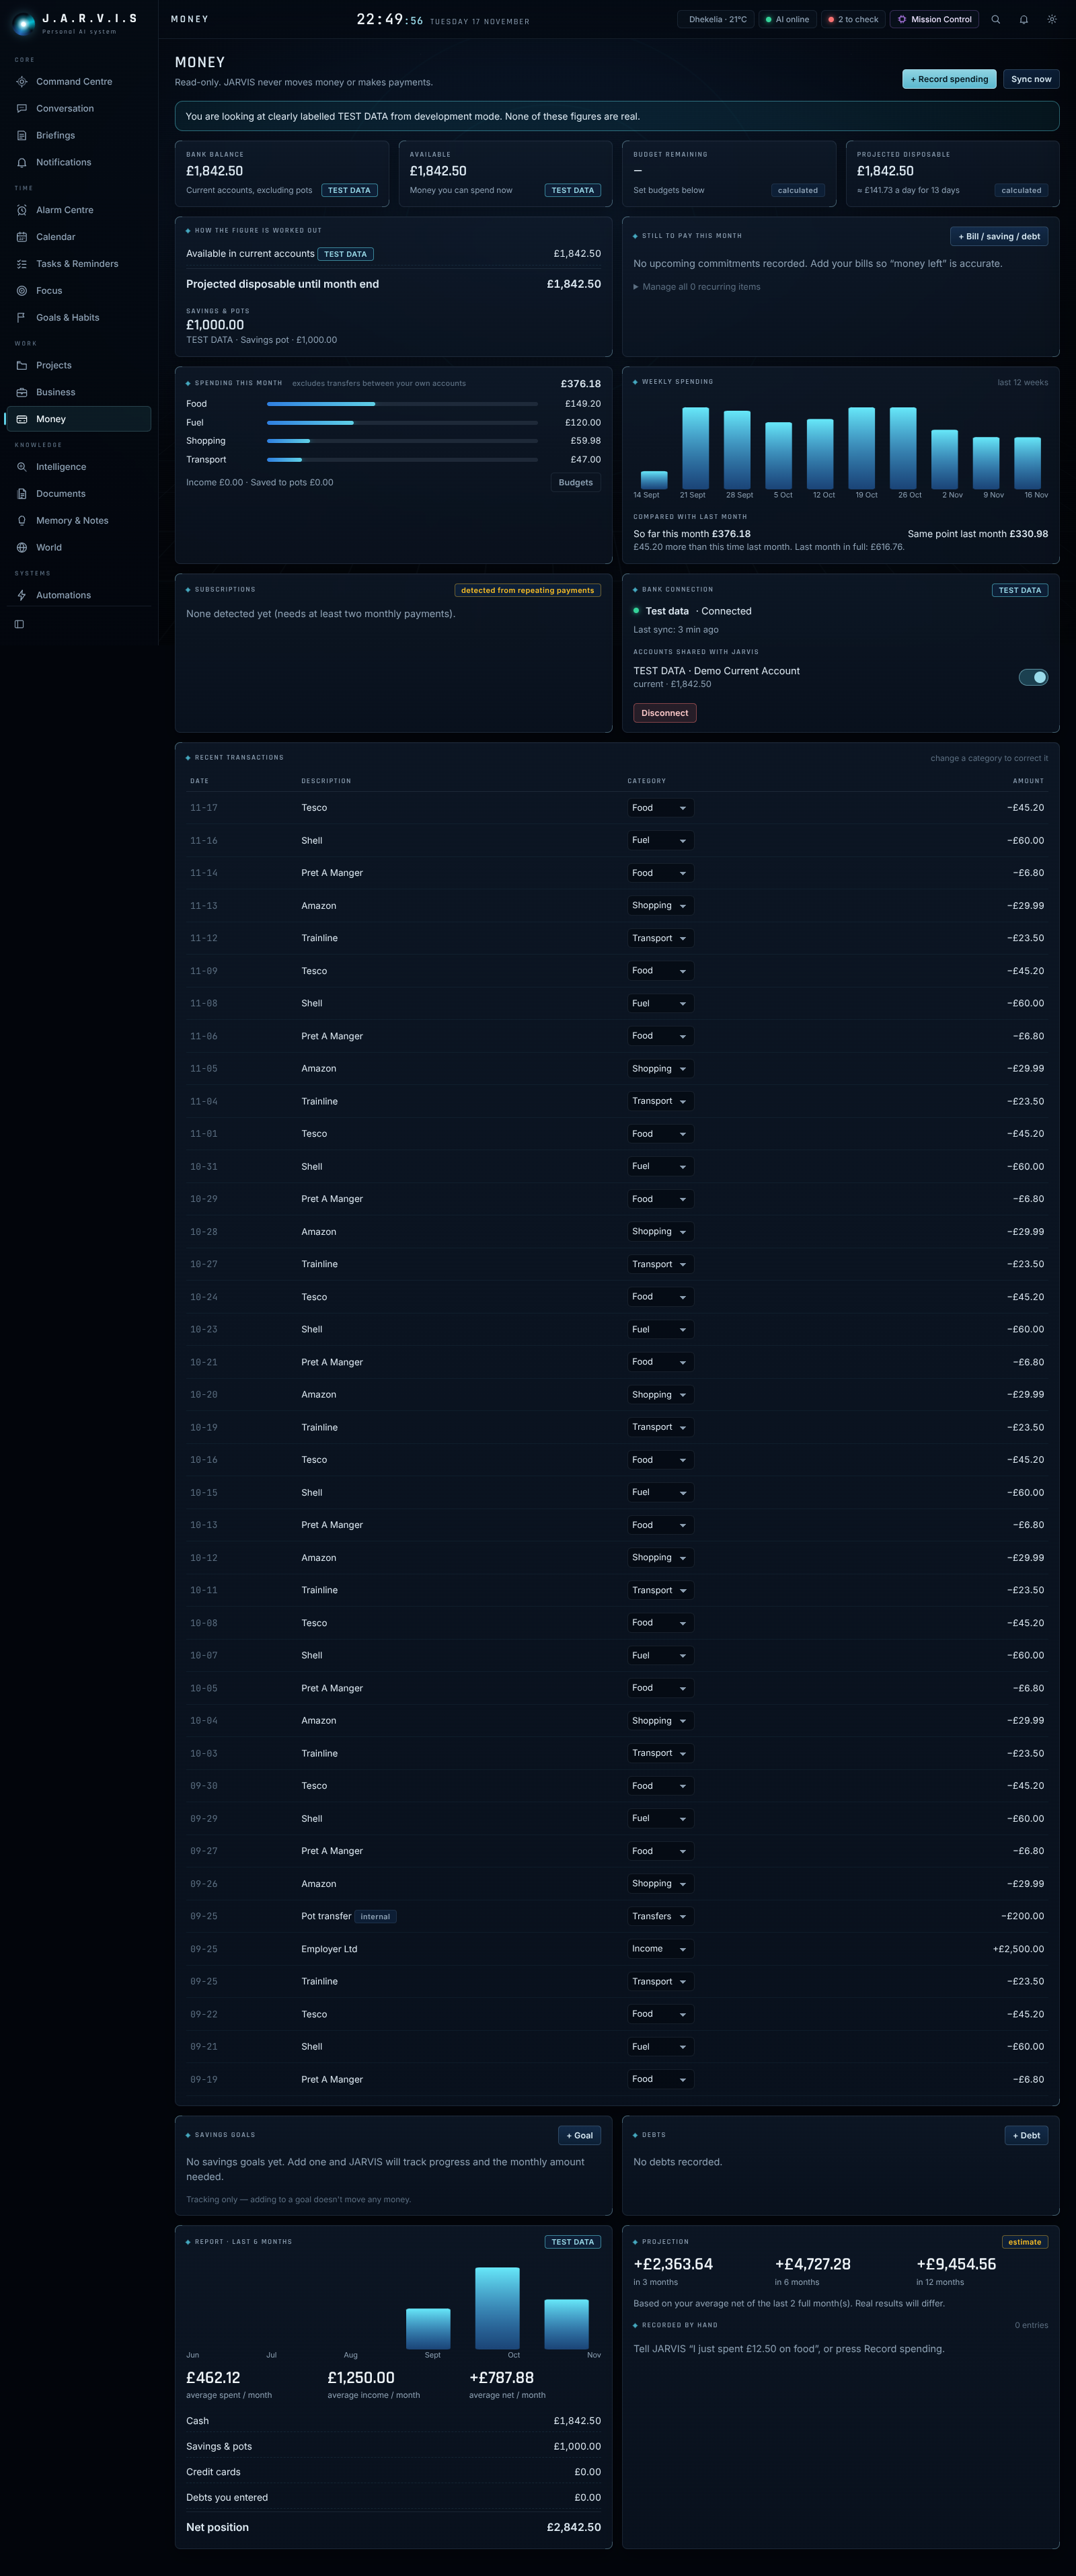 J.A.R.V.I.S
Personal AI system
MONEY
22:49:56 TUESDAY 17 NOVEMBER
Dhekelia · 21°C
AI online
2 to check
Mission Control
CORE
Command Centre
Conversation
Briefings
Notifications
TIME
Alarm Centre
Calendar
Tasks & Reminders
Focus
Goals & Habits
WORK
Projects
Business
Money
KNOWLEDGE
Intelligence
Documents
Memory & Notes
World
SYSTEMS
Automations
MONEY
Read-only. JARVIS never moves money or makes payments.
+ Record spending
Sync now
You are looking at clearly labelled TEST DATA from development mode. None of these figures are real.
BANK BALANCE
£1,842.50
Current accounts, excluding pots TEST DATA
AVAILABLE
£1,842.50
Money you can spend now TEST DATA
BUDGET REMAINING
—
Set budgets below calculated
PROJECTED DISPOSABLE
£1,842.50
≈ £141.73 a day for 13 days calculated
HOW THE FIGURE IS WORKED OUT
Available in current accounts TEST DATA £1,842.50
Projected disposable until month end £1,842.50
SAVINGS & POTS
£1,000.00
TEST DATA · Savings pot · £1,000.00
STILL TO PAY THIS MONTH
+ Bill / saving / debt
No upcoming commitments recorded. Add your bills so “money left” is accurate.
Manage all 0 recurring items
SPENDING THIS MONTH excludes transfers between your own accounts £376.18
Food £149.20
Fuel £120.00
Shopping £59.98
Transport £47.00
Income £0.00 · Saved to pots £0.00 Budgets
WEEKLY SPENDING last 12 weeks
14 Sept 21 Sept 28 Sept 5 Oct 12 Oct 19 Oct 26 Oct 2 Nov 9 Nov 16 Nov
COMPARED WITH LAST MONTH
So far this month £376.18 Same point last month £330.98
£45.20 more than this time last month. Last month in full: £616.76.
SUBSCRIPTIONS detected from repeating payments
None detected yet (needs at least two monthly payments).
BANK CONNECTION TEST DATA
Test data · Connected
Last sync: 3 min ago
ACCOUNTS SHARED WITH JARVIS
TEST DATA · Demo Current Account
current · £1,842.50
Disconnect
RECENT TRANSACTIONS change a category to correct it
DATE DESCRIPTION CATEGORY AMOUNT
11-17 Tesco Food −£45.20
11-16 Shell Fuel −£60.00
11-14 Pret A Manger Food −£6.80
11-13 Amazon Shopping −£29.99
11-12 Trainline Transport −£23.50
11-09 Tesco Food −£45.20
11-08 Shell Fuel −£60.00
11-06 Pret A Manger Food −£6.80
11-05 Amazon Shopping −£29.99
11-04 Trainline Transport −£23.50
11-01 Tesco Food −£45.20
10-31 Shell Fuel −£60.00
10-29 Pret A Manger Food −£6.80
10-28 Amazon Shopping −£29.99
10-27 Trainline Transport −£23.50
10-24 Tesco Food −£45.20
10-23 Shell Fuel −£60.00
10-21 Pret A Manger Food −£6.80
10-20 Amazon Shopping −£29.99
10-19 Trainline Transport −£23.50
10-16 Tesco Food −£45.20
10-15 Shell Fuel −£60.00
10-13 Pret A Manger Food −£6.80
10-12 Amazon Shopping −£29.99
10-11 Trainline Transport −£23.50
10-08 Tesco Food −£45.20
10-07 Shell Fuel −£60.00
10-05 Pret A Manger Food −£6.80
10-04 Amazon Shopping −£29.99
10-03 Trainline Transport −£23.50
09-30 Tesco Food −£45.20
09-29 Shell Fuel −£60.00
09-27 Pret A Manger Food −£6.80
09-26 Amazon Shopping −£29.99
09-25 Pot transfer internal Transfers −£200.00
09-25 Employer Ltd Income +£2,500.00
09-25 Trainline Transport −£23.50
09-22 Tesco Food −£45.20
09-21 Shell Fuel −£60.00
09-19 Pret A Manger Food −£6.80
SAVINGS GOALS + Goal
No savings goals yet. Add one and JARVIS will track progress and the monthly amount
needed.
Tracking only — adding to a goal doesn't move any money.
DEBTS + Debt
No debts recorded.
REPORT · LAST 6 MONTHS TEST DATA
Jun Jul Aug Sept Oct Nov
£462.12 £1,250.00 +£787.88
average spent / month average income / month average net / month
Cash £1,842.50
Savings & pots £1,000.00
Credit cards £0.00
Debts you entered £0.00
Net position £2,842.50
PROJECTION estimate
+£2,363.64 +£4,727.28 +£9,454.56
in 3 months in 6 months in 12 months
Based on your average net of the last 2 full month(s). Real results will differ.
RECORDED BY HAND 0 entries
Tell JARVIS “I just spent £12.50 on food”, or press Record spending.